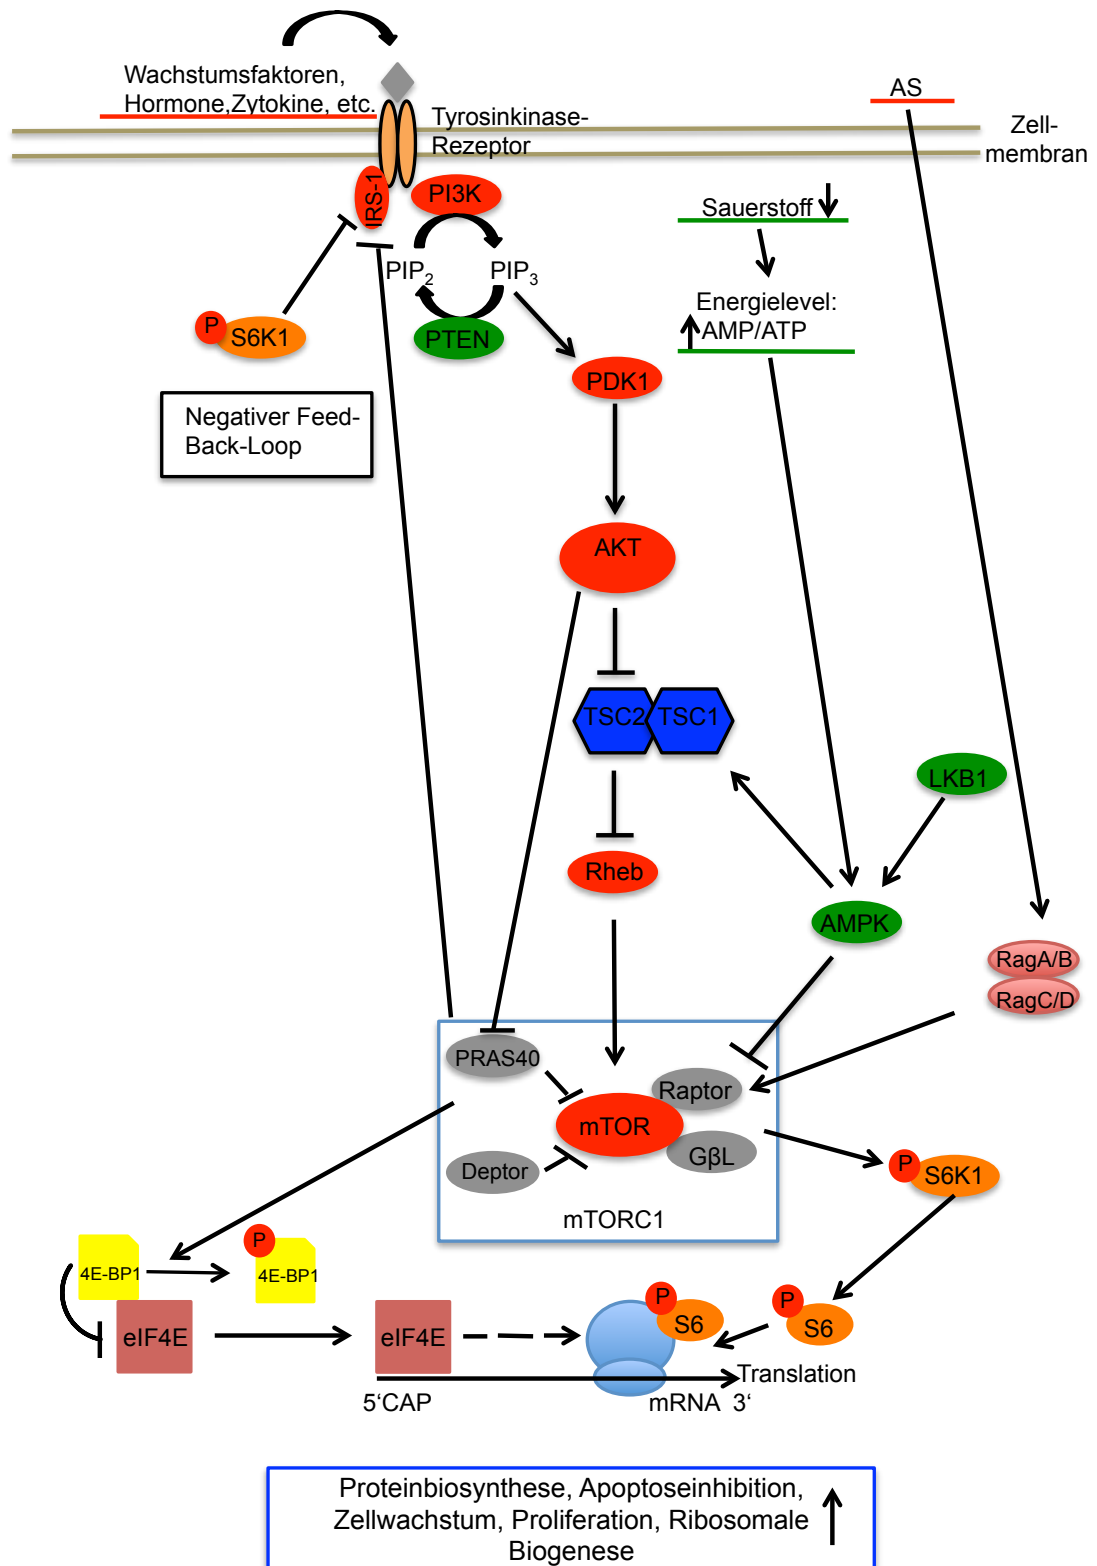 Wachstumsfaktoren,
Hormone,Zytokine, etc.
Tyrosinkinase-
Rezeptor
AS
Zell-
membran
IRS-1
PI3K
Sauerstoff
PIP2
PIP3
P
S6K1
PTEN
Energielevel:
AMP/ATP
PDK1
Negativer Feed-
Back-Loop
AKT
TSC2
TSC1
LKB1
Rheb
AMPK
RagA/B
RagC/D
PRAS40
Raptor
mTOR
GβL
Deptor
mTORC1
P
S6K1
4E-BP1
P
4E-BP1
eIF4E
eIF4E
P
S6
P
S6
Translation
5‘CAP
mRNA 3‘
Proteinbiosynthese, Apoptoseinhibition,
Zellwachstum, Proliferation, Ribosomale
Biogenese